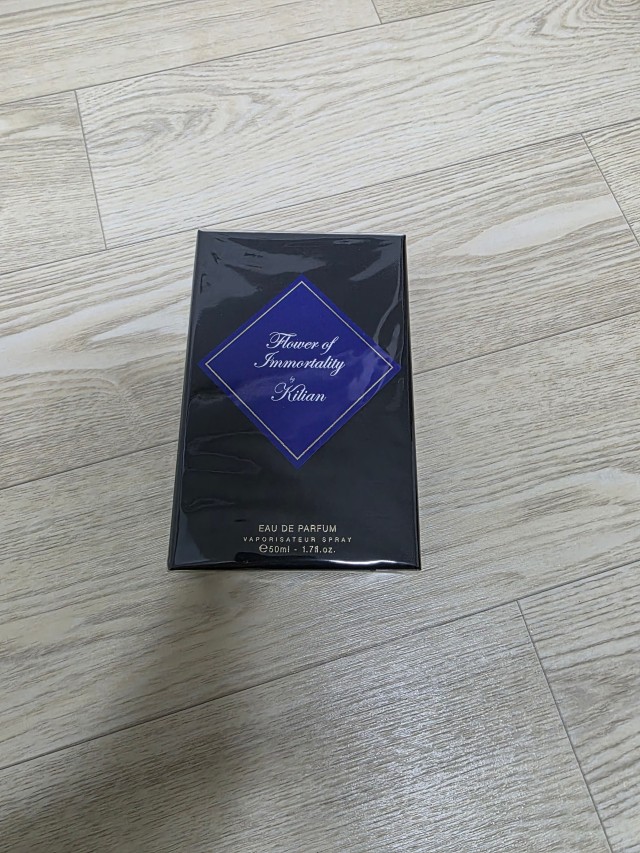 Flower of
Immortality
by
Kilian
EAU DE PARFUM
VAPORISATEUR SPRAY
℮50ml - 1.7fl.oz.